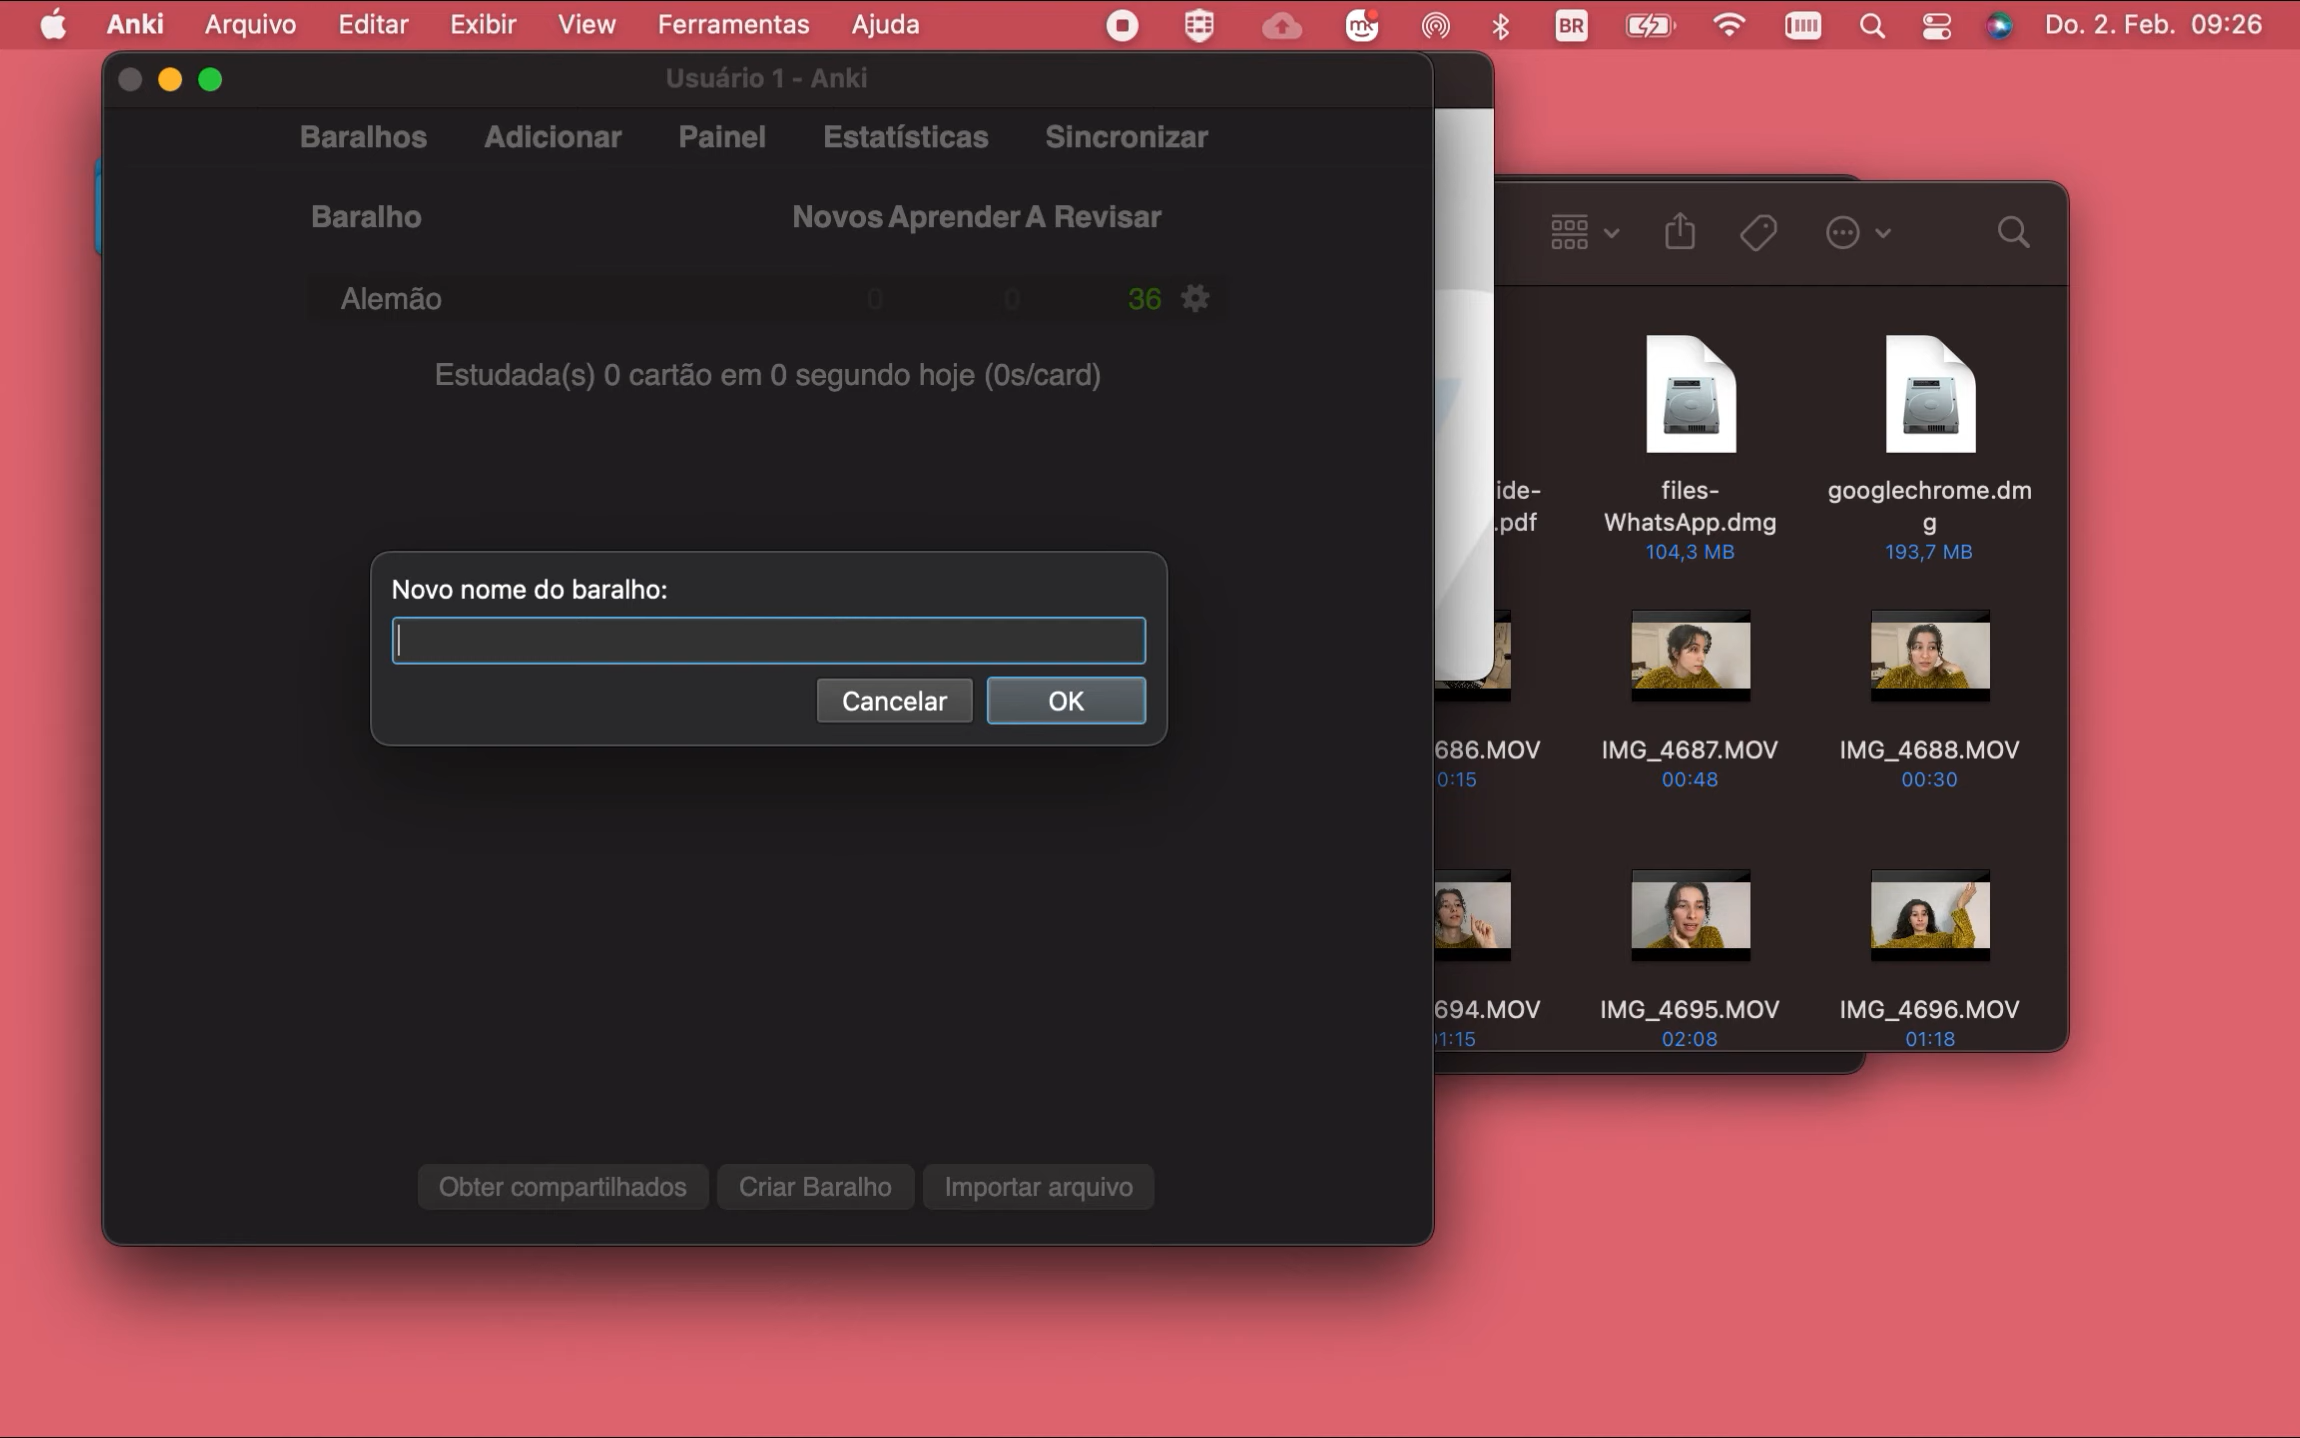 Anki Arquivo Editar Exibir View Ferramentas Ajuda mk BR Do. 2. Feb. 09:26
Usuário 1 - Anki
Baralhos Adicionar Painel Estatísticas Sincronizar
Baralho Novos Aprender A Revisar
Alemão 0 0 36
Estudada(s) 0 cartão em 0 segundo hoje (0s/card)
Novo nome do baralho:
Cancelar OK
Obter compartilhados Criar Baralho Importar arquivo
ide-
.pdf
files-
WhatsApp.dmg
104,3 MB
googlechrome.dm
g
193,7 MB
686.MOV
0:15
IMG_4687.MOV
00:48
IMG_4688.MOV
00:30
694.MOV
1:15
IMG_4695.MOV
02:08
IMG_4696.MOV
01:18